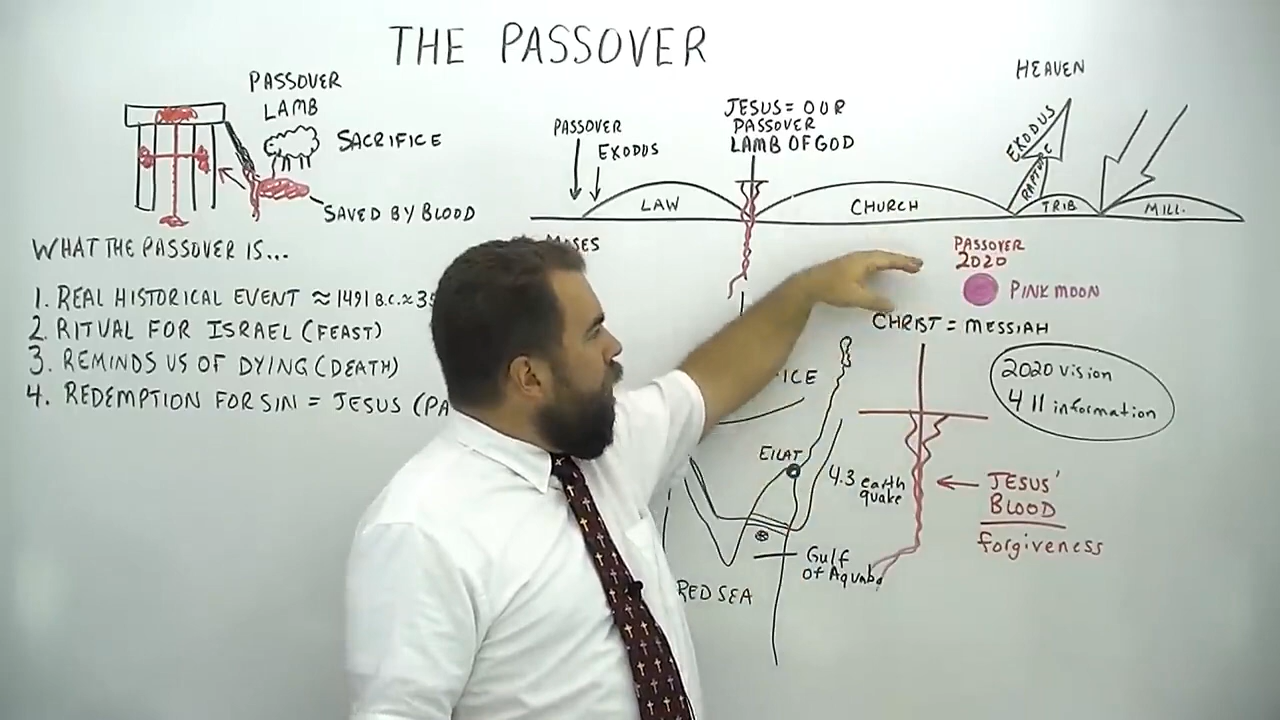 THE PASSOVER
PASSOVER
LAMB
SACRIFICE
SAVED BY BLOOD
WHAT THE PASSOVER IS...
1. REAL HISTORICAL EVENT ≈ 1491 B.C. ≈
2. RITUAL FOR ISRAEL (FEAST)
3. REMINDS US OF DYING (DEATH)
4. REDEMPTION FOR SIN = JESUS
PASSOVER
EXODUS
JESUS = OUR
PASSOVER
LAMB OF GOD
HEAVEN
EXODUS
RAPTURE
LAW
CHURCH
TRIB
MILL.
PASSOVER
2020
PINK MOON
CHRIST = MESSIAH
2020 vision
411 information
EILAT
4.3 earth
quake
JESUS'
BLOOD
forgiveness
Gulf
of Aquaba
RED SEA